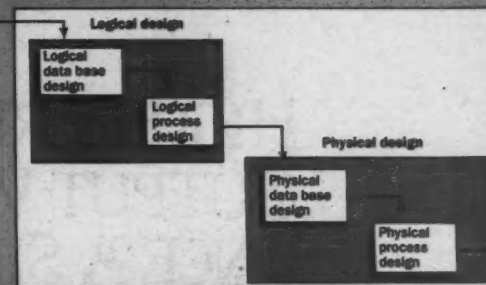 Logical design
Logical
data base
design
Logical
process
design
Physical design
Physical
data base
design
Physical
process
design